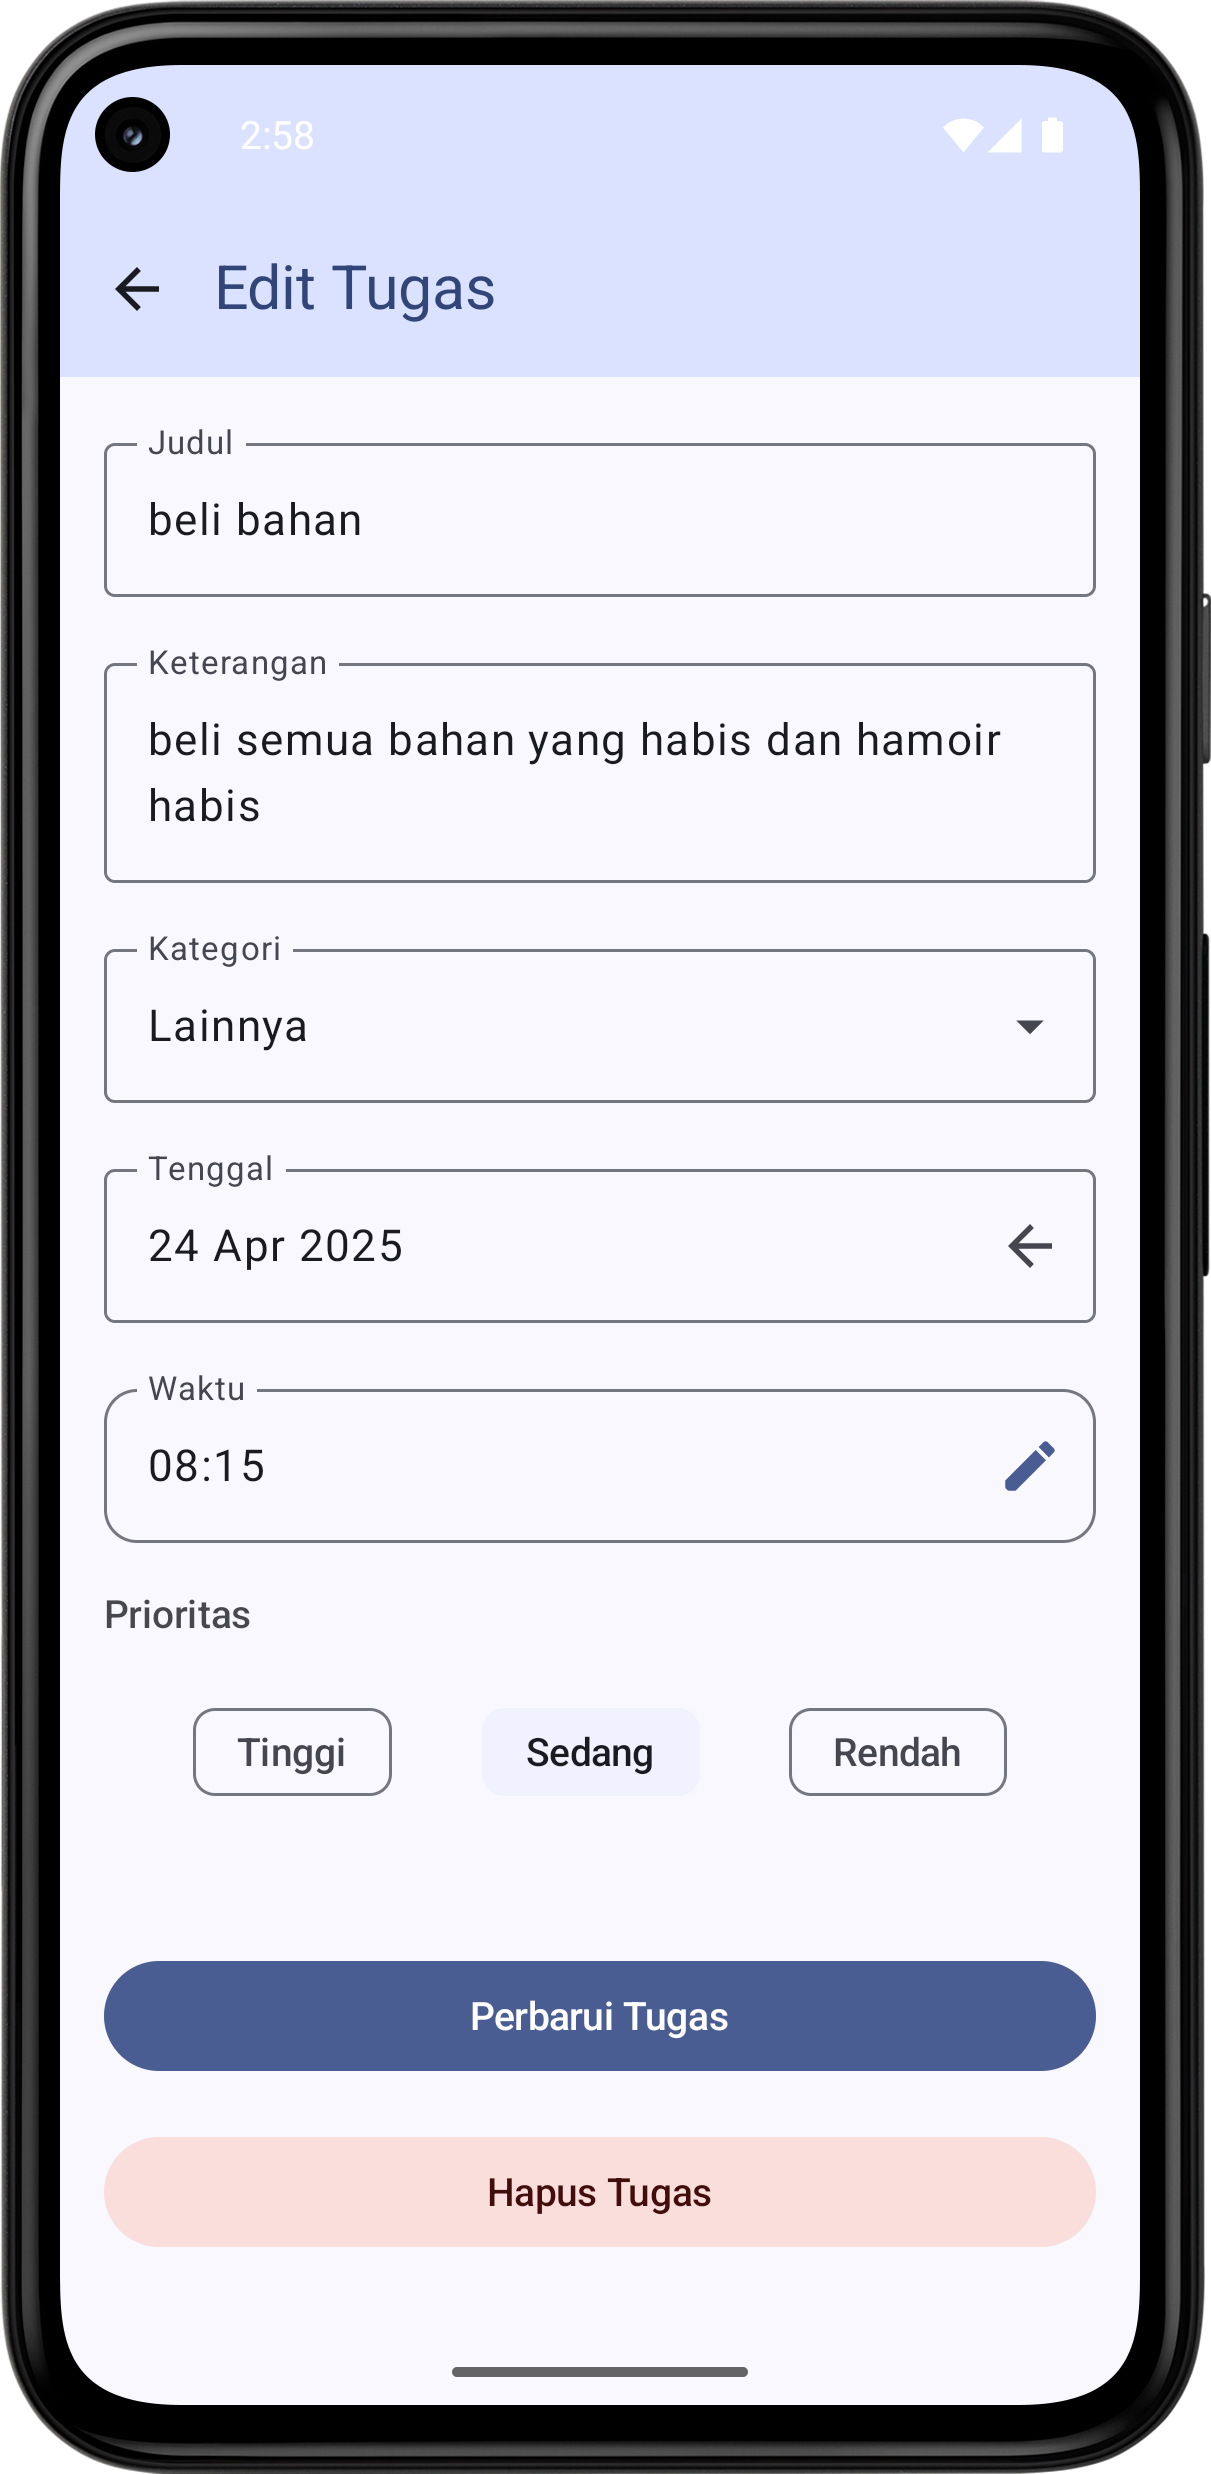 2:58
Edit Tugas
Judul
beli bahan
Keterangan
beli semua bahan yang habis dan hamoir
habis
Kategori
Lainnya
Tenggal
24 Apr 2025
Waktu
08:15
Prioritas
Tinggi
Sedang
Rendah
Perbarui Tugas
Hapus Tugas